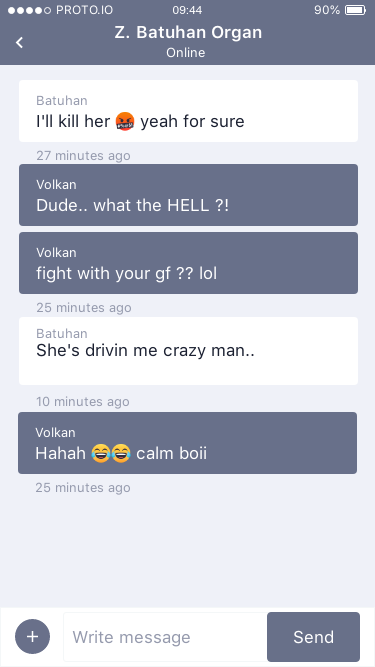 PROTO.IO 09:44 90%
Z. Batuhan Organ
Online
Batuhan
I'll kill her 🤬 yeah for sure
27 minutes ago
Volkan
Dude.. what the HELL ?!
Volkan
fight with your gf ?? lol
25 minutes ago
Batuhan
She's drivin me crazy man..
10 minutes ago
Volkan
Hahah 😂😂 calm boii
25 minutes ago
Write message
Send